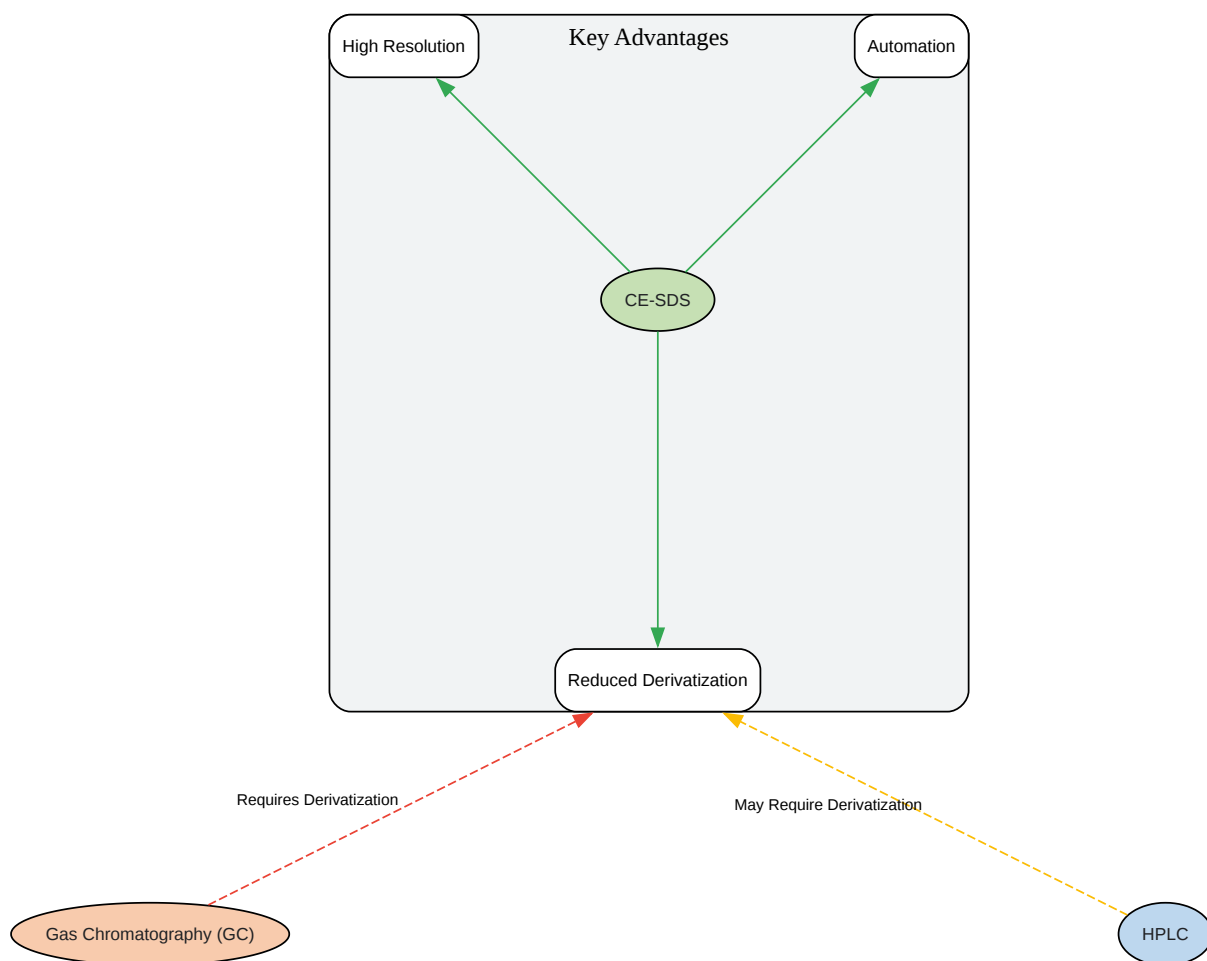 Key Advantages
High Resolution
Automation
CE-SDS
Reduced Derivatization
Requires Derivatization
May Require Derivatization
Gas Chromatography (GC)
HPLC